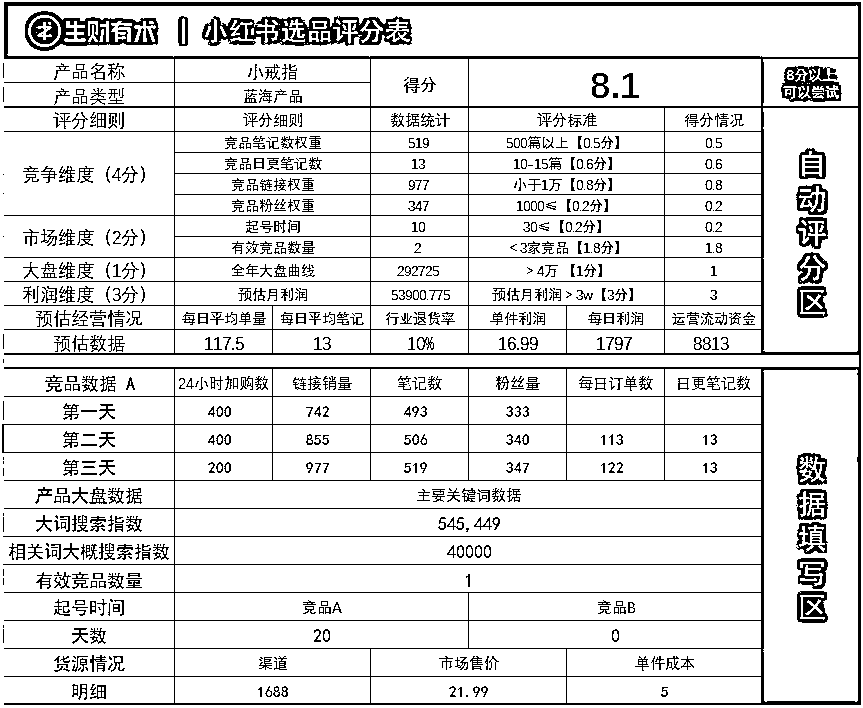 生财有术 | 小红书选品评分表
产品名称 小戒指 得分 8.1 8分以上可以尝试
产品类型 蓝海产品
评分细则 评分细则 数据统计 评分标准 得分情况
竞争维度（4分） 竞品笔记数权重 519 500篇以上【0.5分】 0.5
竞品日更笔记数 13 10-15篇【0.6分】 0.6
竞品链接权重 977 小于1万【0.8分】 0.8
竞品粉丝权重 347 1000≤【0.2分】 0.2
市场维度（2分） 起号时间 10 30≤【0.2分】 0.2
有效竞品数量 2 <3家竞品【1.8分】 1.8
大盘维度（1分） 全年大盘曲线 292725 >4万【1分】 1
利润维度（3分） 预估月利润 53900.775 预估月利润>3w【3分】 3
预估经营情况 每日平均单量 每日平均笔记 行业退货率 单件利润 每日利润 运营流动资金
预估数据 117.5 13 10% 16.99 1797 8813
自动评分区
竞品数据 A 24小时加购数 链接销量 笔记数 粉丝量 每日订单数 日更笔记数
第一天 400 742 493 333
第二天 400 855 506 340 113 13
第三天 200 977 519 347 122 13
产品大盘数据 主要关键词数据
大词搜索指数 545,449
相关词大概搜索指数 40000
有效竞品数量 1
起号时间 竞品A 竞品B
天数 20 0
货源情况 渠道 市场售价 单件成本
明细 1688 21.99 5
数据填写区